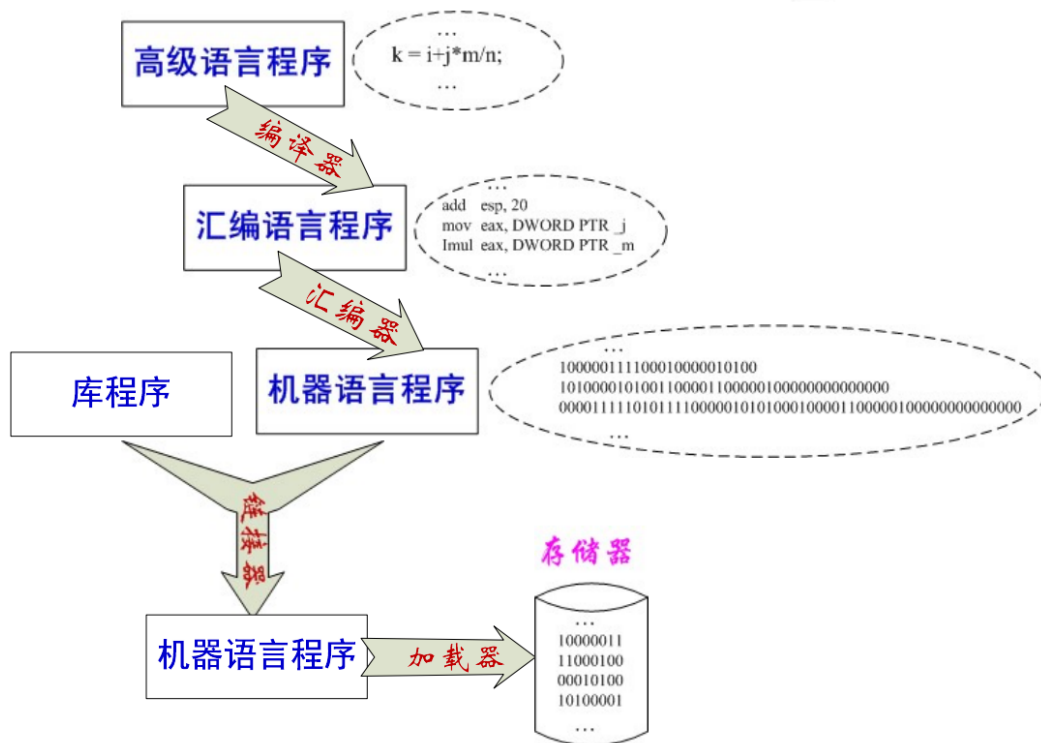 高级语言程序
…
k = i+j*m/n;
…
编译器
汇编语言程序
…
add esp, 20
mov eax, DWORD PTR _j
Imul eax, DWORD PTR _m
…
汇编器
库程序
机器语言程序
…
100000111100010000010100
1010000101001100001100000100000000000000
00001111101011110000010101000100001100000100000000000000
…
链接器
机器语言程序
加载器
存储器
…
10000011
11000100
00010100
10100001
…